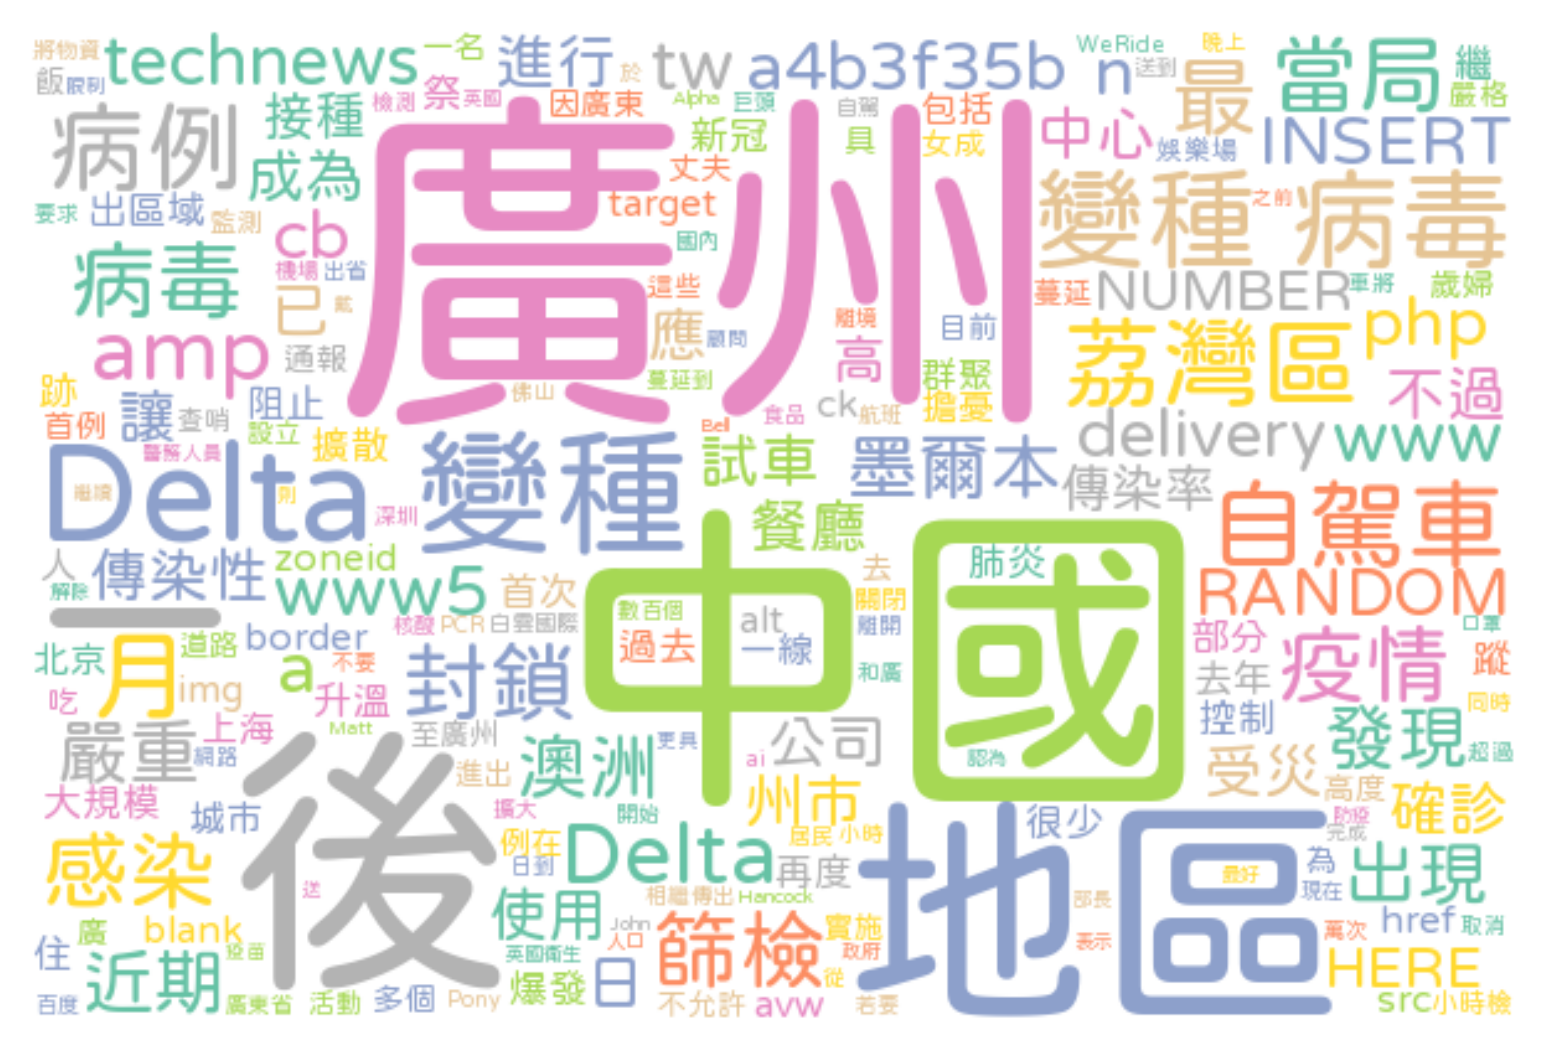 將物資 technews 一名 進行 於 tw a4b3f35b WeRide n 送到 晚上 最 當局 繼
飯 限列 檢測 祭 英國 因廣東 Alpha 巨頭 自駕 包括 嚴格
病例 接種 新冠 具 女成 中心 娛樂場 INSERT
成為 丈夫 廣州 變種病毒 之前
要求 出區域 監測 cb target
病毒 機場 出省 國內 NUMBER 車將 歲婦
已 戴 這些 蔓延 荔灣區 php
amp 通報 應 顧問 離境 目前 高
跡 讓 阻止 佛山 蔓延到 群聚 不過
首例 查哨 設立 擴散 Bell 食品 ck 航班 擔憂 delivery www
醫務人員 Delta 變種 試車 墨爾本 傳染率
繼續 則 深圳 餐廳 自駕車
人 傳染性 zoneid 中國 肺炎 去
解除 www5 首次 數百個 alt 關閉 RANDOM
一 核酸 PCR 白雲國際 過去 一線 離開 部分 口罩
北京 月 道路 border 不要 封鎖 和廣 疫情 蹤
吃 img a 升溫 去年 同時
嚴重 上海 Matt 至廣州 更具 公司 控制 發現
網路 後 進出 澳洲 ai 認為 受災 超過
大規模 城市 擴大 開始 州市 很少 高度 確診
感染 例在 Delta 居民 小時 地區 防疫 完成
日到 再度 為 出現
送 使用 相繼傳出 Hancock 部長 最好 現在
住 廣 blank John 篩檢 實施 萬次 href 取消
疫苗 英國衛生 人口 政府 表示
近期 爆發 日 從 HERE
百度 廣東省 活動 多個 Pony 不允許 avw 若要 src 小時檢